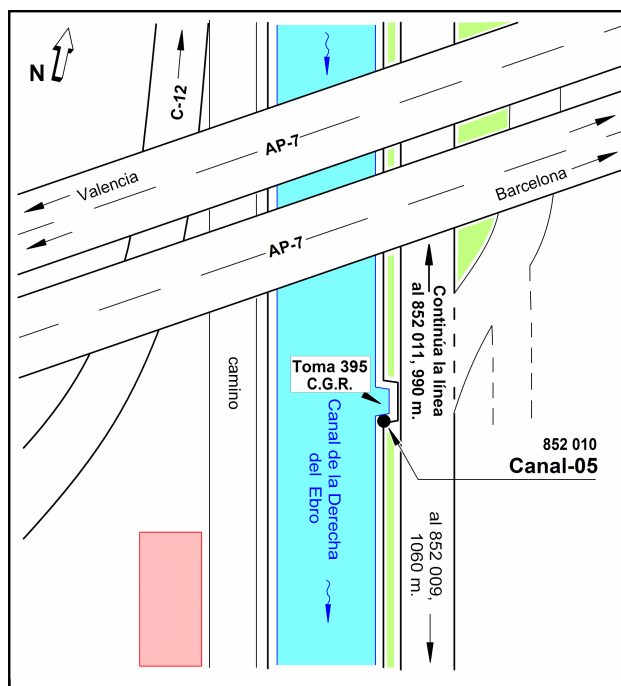 N
C-12
AP-7
Valencia
Barcelona
AP-7
Continúa la línea
al 852 011, 990 m.
camino
Toma 395
C.G.R.
Canal de la Derecha
del Ebro
852 010
Canal-05
al 852 009,
1060 m.